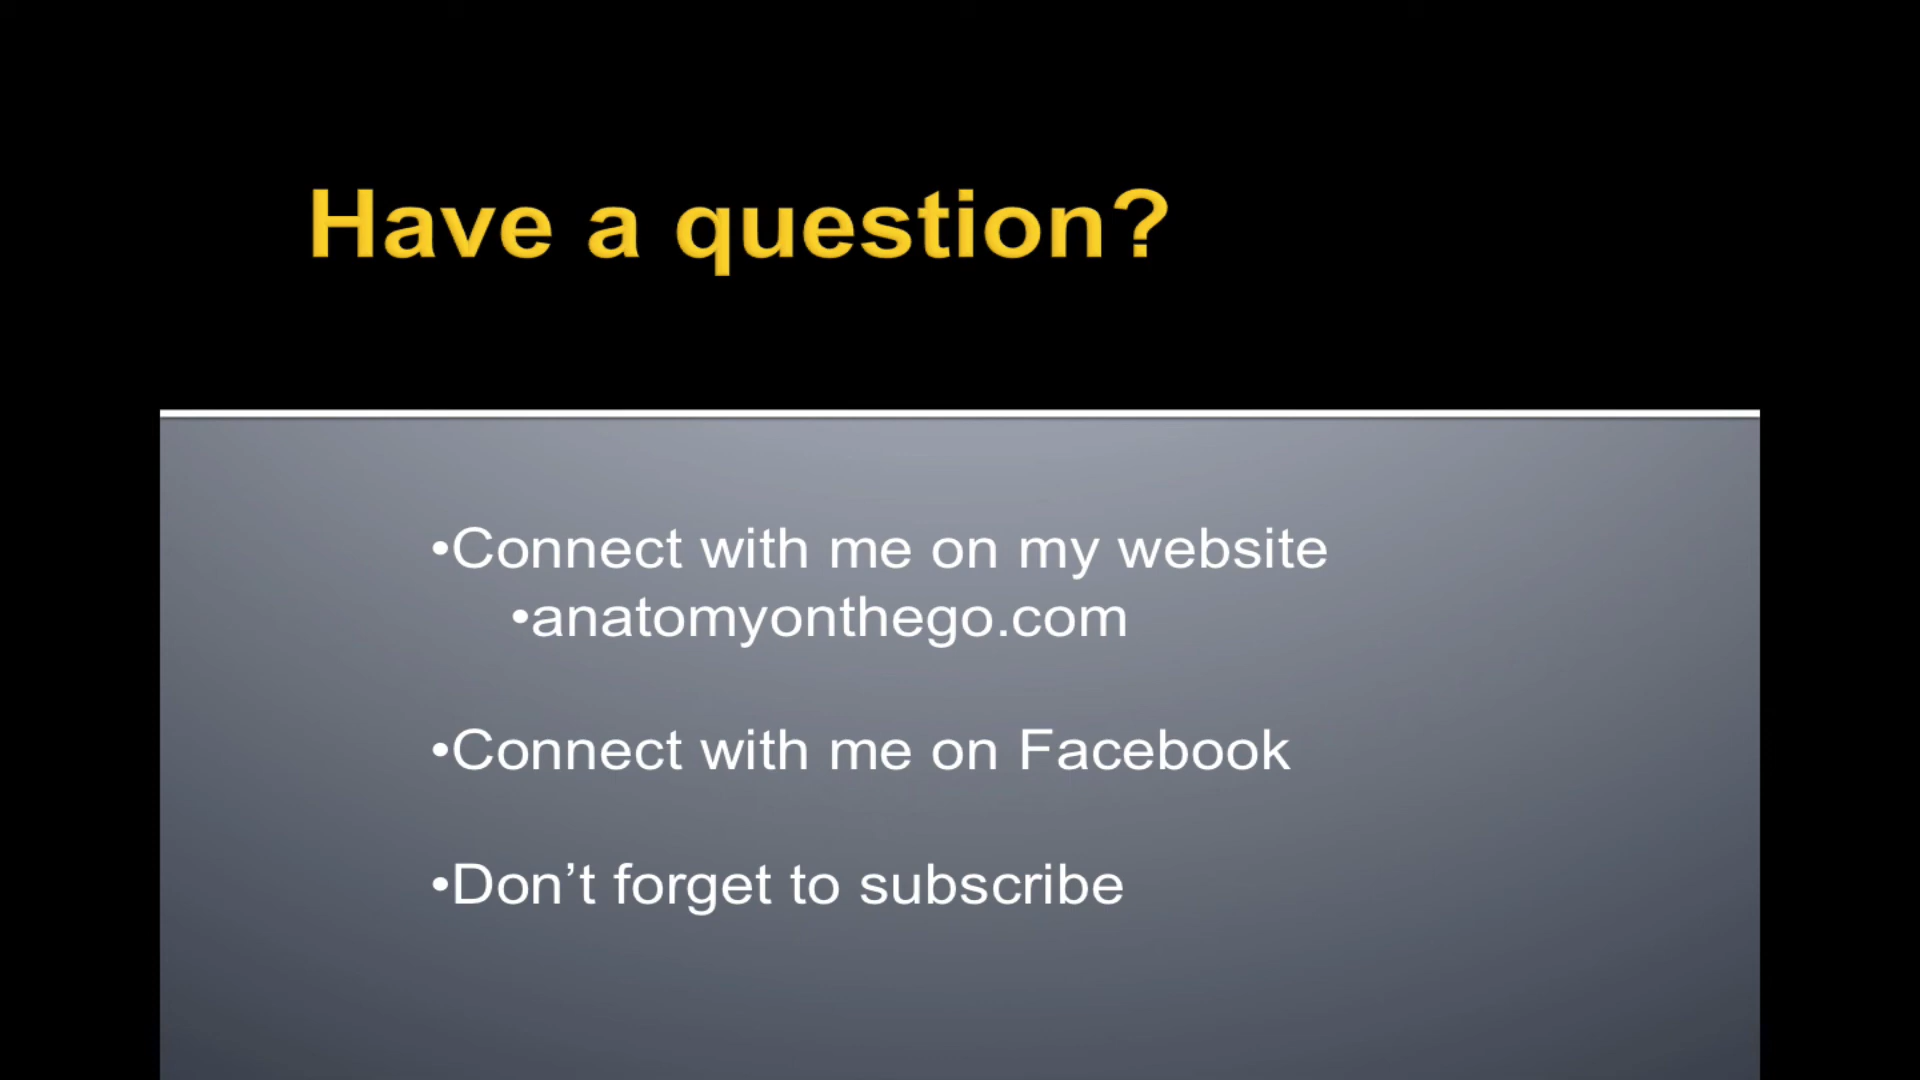 Have a question?
•Connect with me on my website
•anatomyonthego.com
•Connect with me on Facebook
•Don’t forget to subscribe